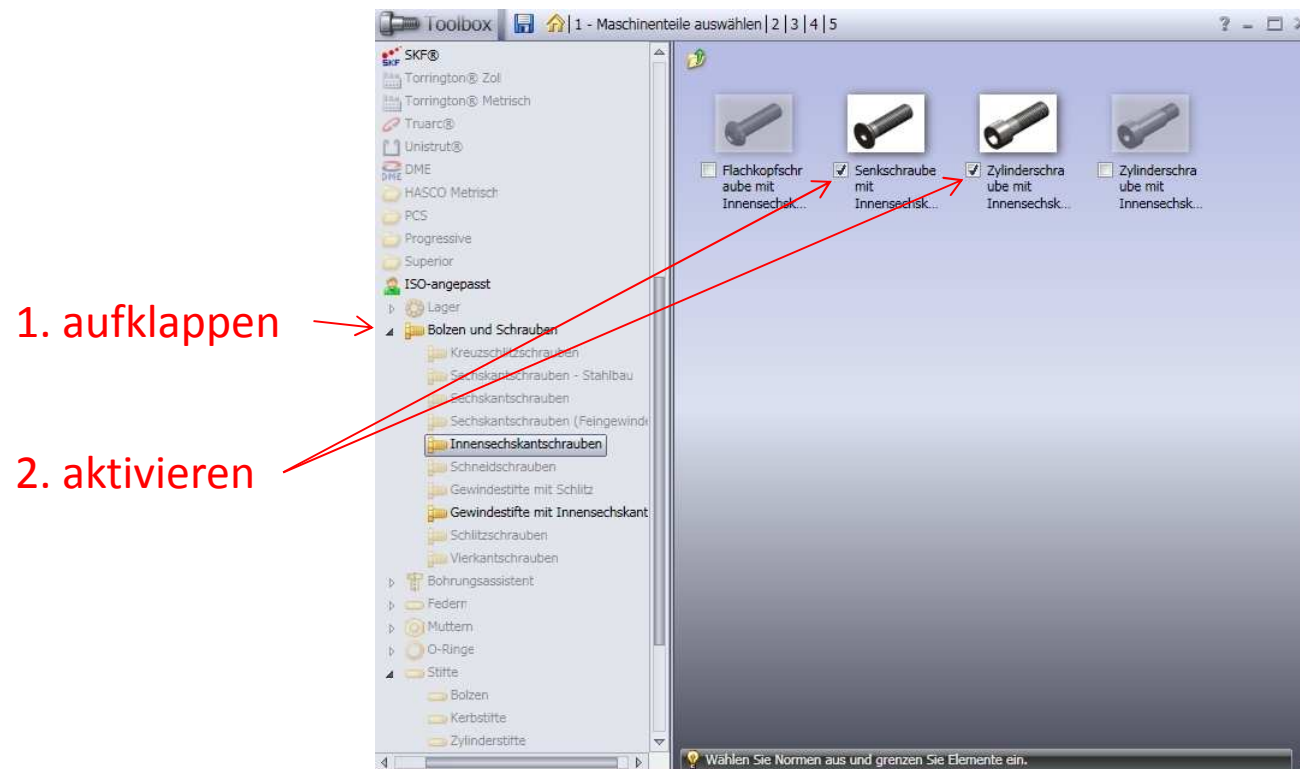 Toolbox 1 - Maschinenteile auswählen | 2 | 3 | 4 | 5
SKF®
Torrington® Zoll
Torrington® Metrisch
Truarc®
Unistrut®
DME
HASCO Metrisch
PCS
Progressive
Superior
ISO-angepasst
Lager
1. aufklappen
Bolzen und Schrauben
Kreuzschlitzschrauben
Sechskantschrauben - Stahlbau
Sechskantschrauben
Sechskantschrauben (Feingewinde
Innensechskantschrauben
2. aktivieren
Schneidschrauben
Gewindestifte mit Schlitz
Gewindestifte mit Innensechskant
Schlitzschrauben
Vierkantschrauben
Bohrungsassistent
Federn
Muttern
O-Ringe
Stifte
Bolzen
Kerbstifte
Zylinderstifte
Flachkopfschr
aube mit
Innensechsk...
Senkschraube
mit
Innensechsk...
Zylinderschra
ube mit
Innensechsk...
Zylinderschra
ube mit
Innensechsk...
Wählen Sie Normen aus und grenzen Sie Elemente ein.